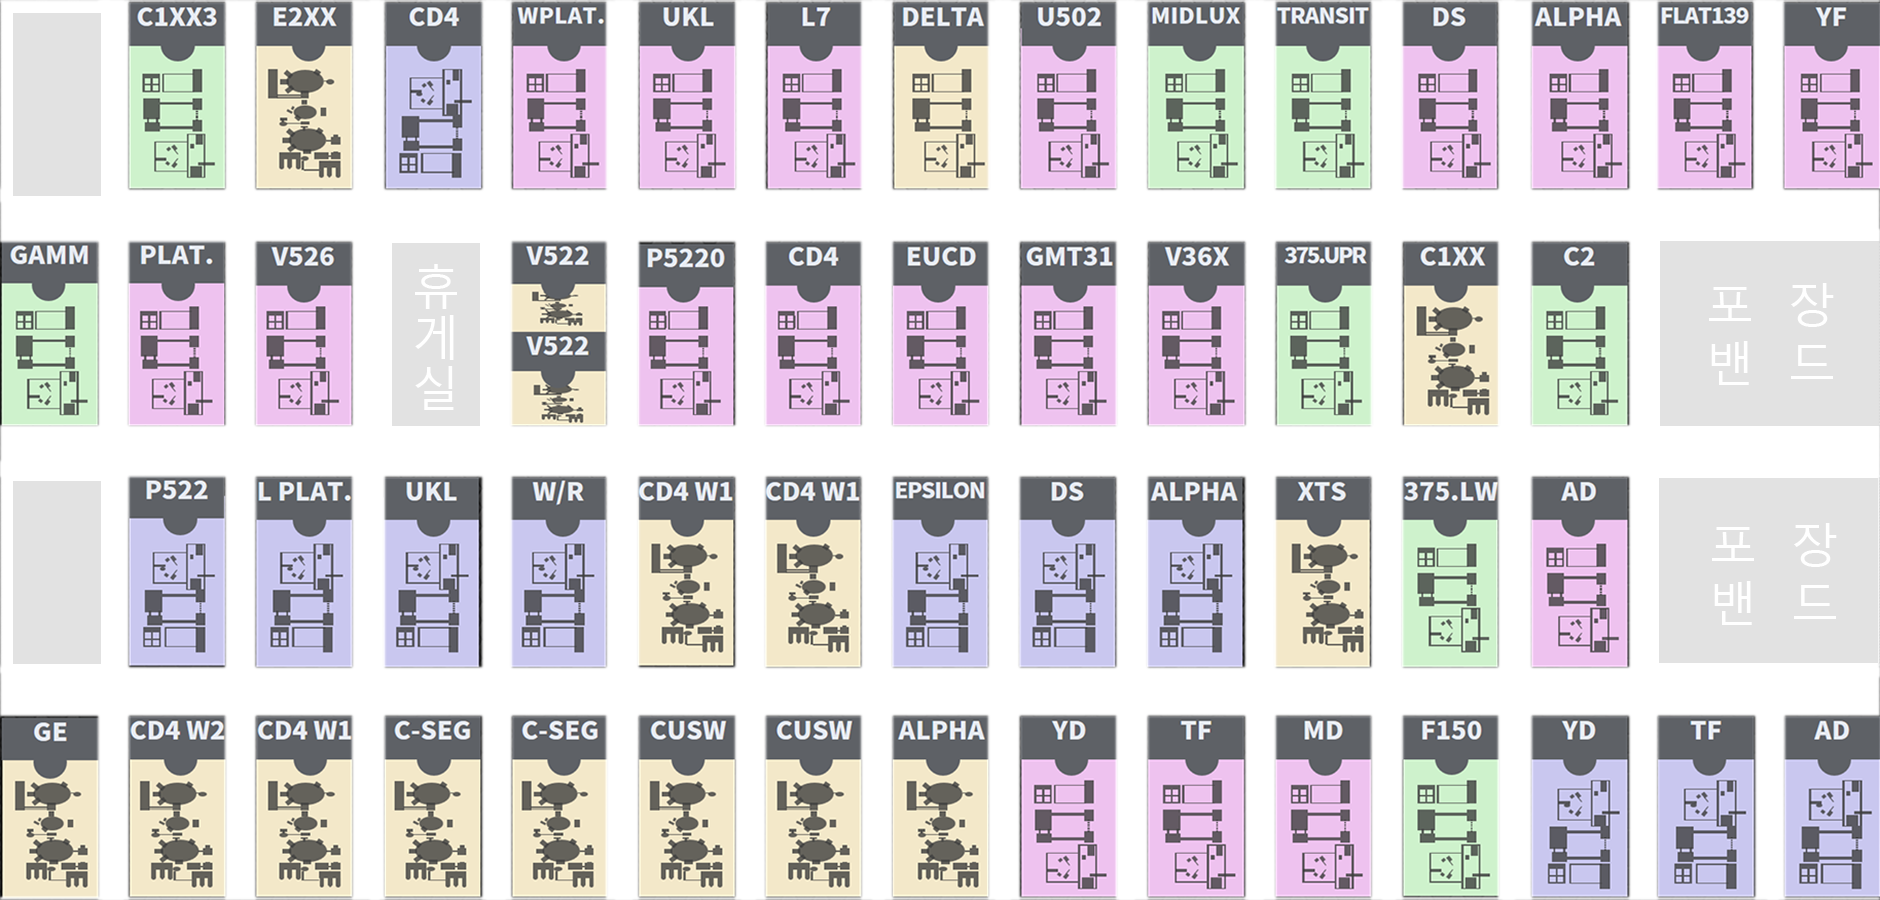 C1XX3 E2XX CD4 WPLAT. UKL L7 DELTA U502 MIDLUX TRANSIT DS ALPHA FLAT139 YF
GAMM PLAT. V526 V522 P5220 CD4 EUCD GMT31 V36X 375.UPR C1XX C2
휴
게
실
V522
포 장
밴 드
P522 L PLAT. UKL W/R CD4 W1 CD4 W1 EPSILON DS ALPHA XTS 375.LW AD
포 장
밴 드
GE CD4 W2 CD4 W1 C-SEG C-SEG CUSW CUSW ALPHA YD TF MD F150 YD TF AD